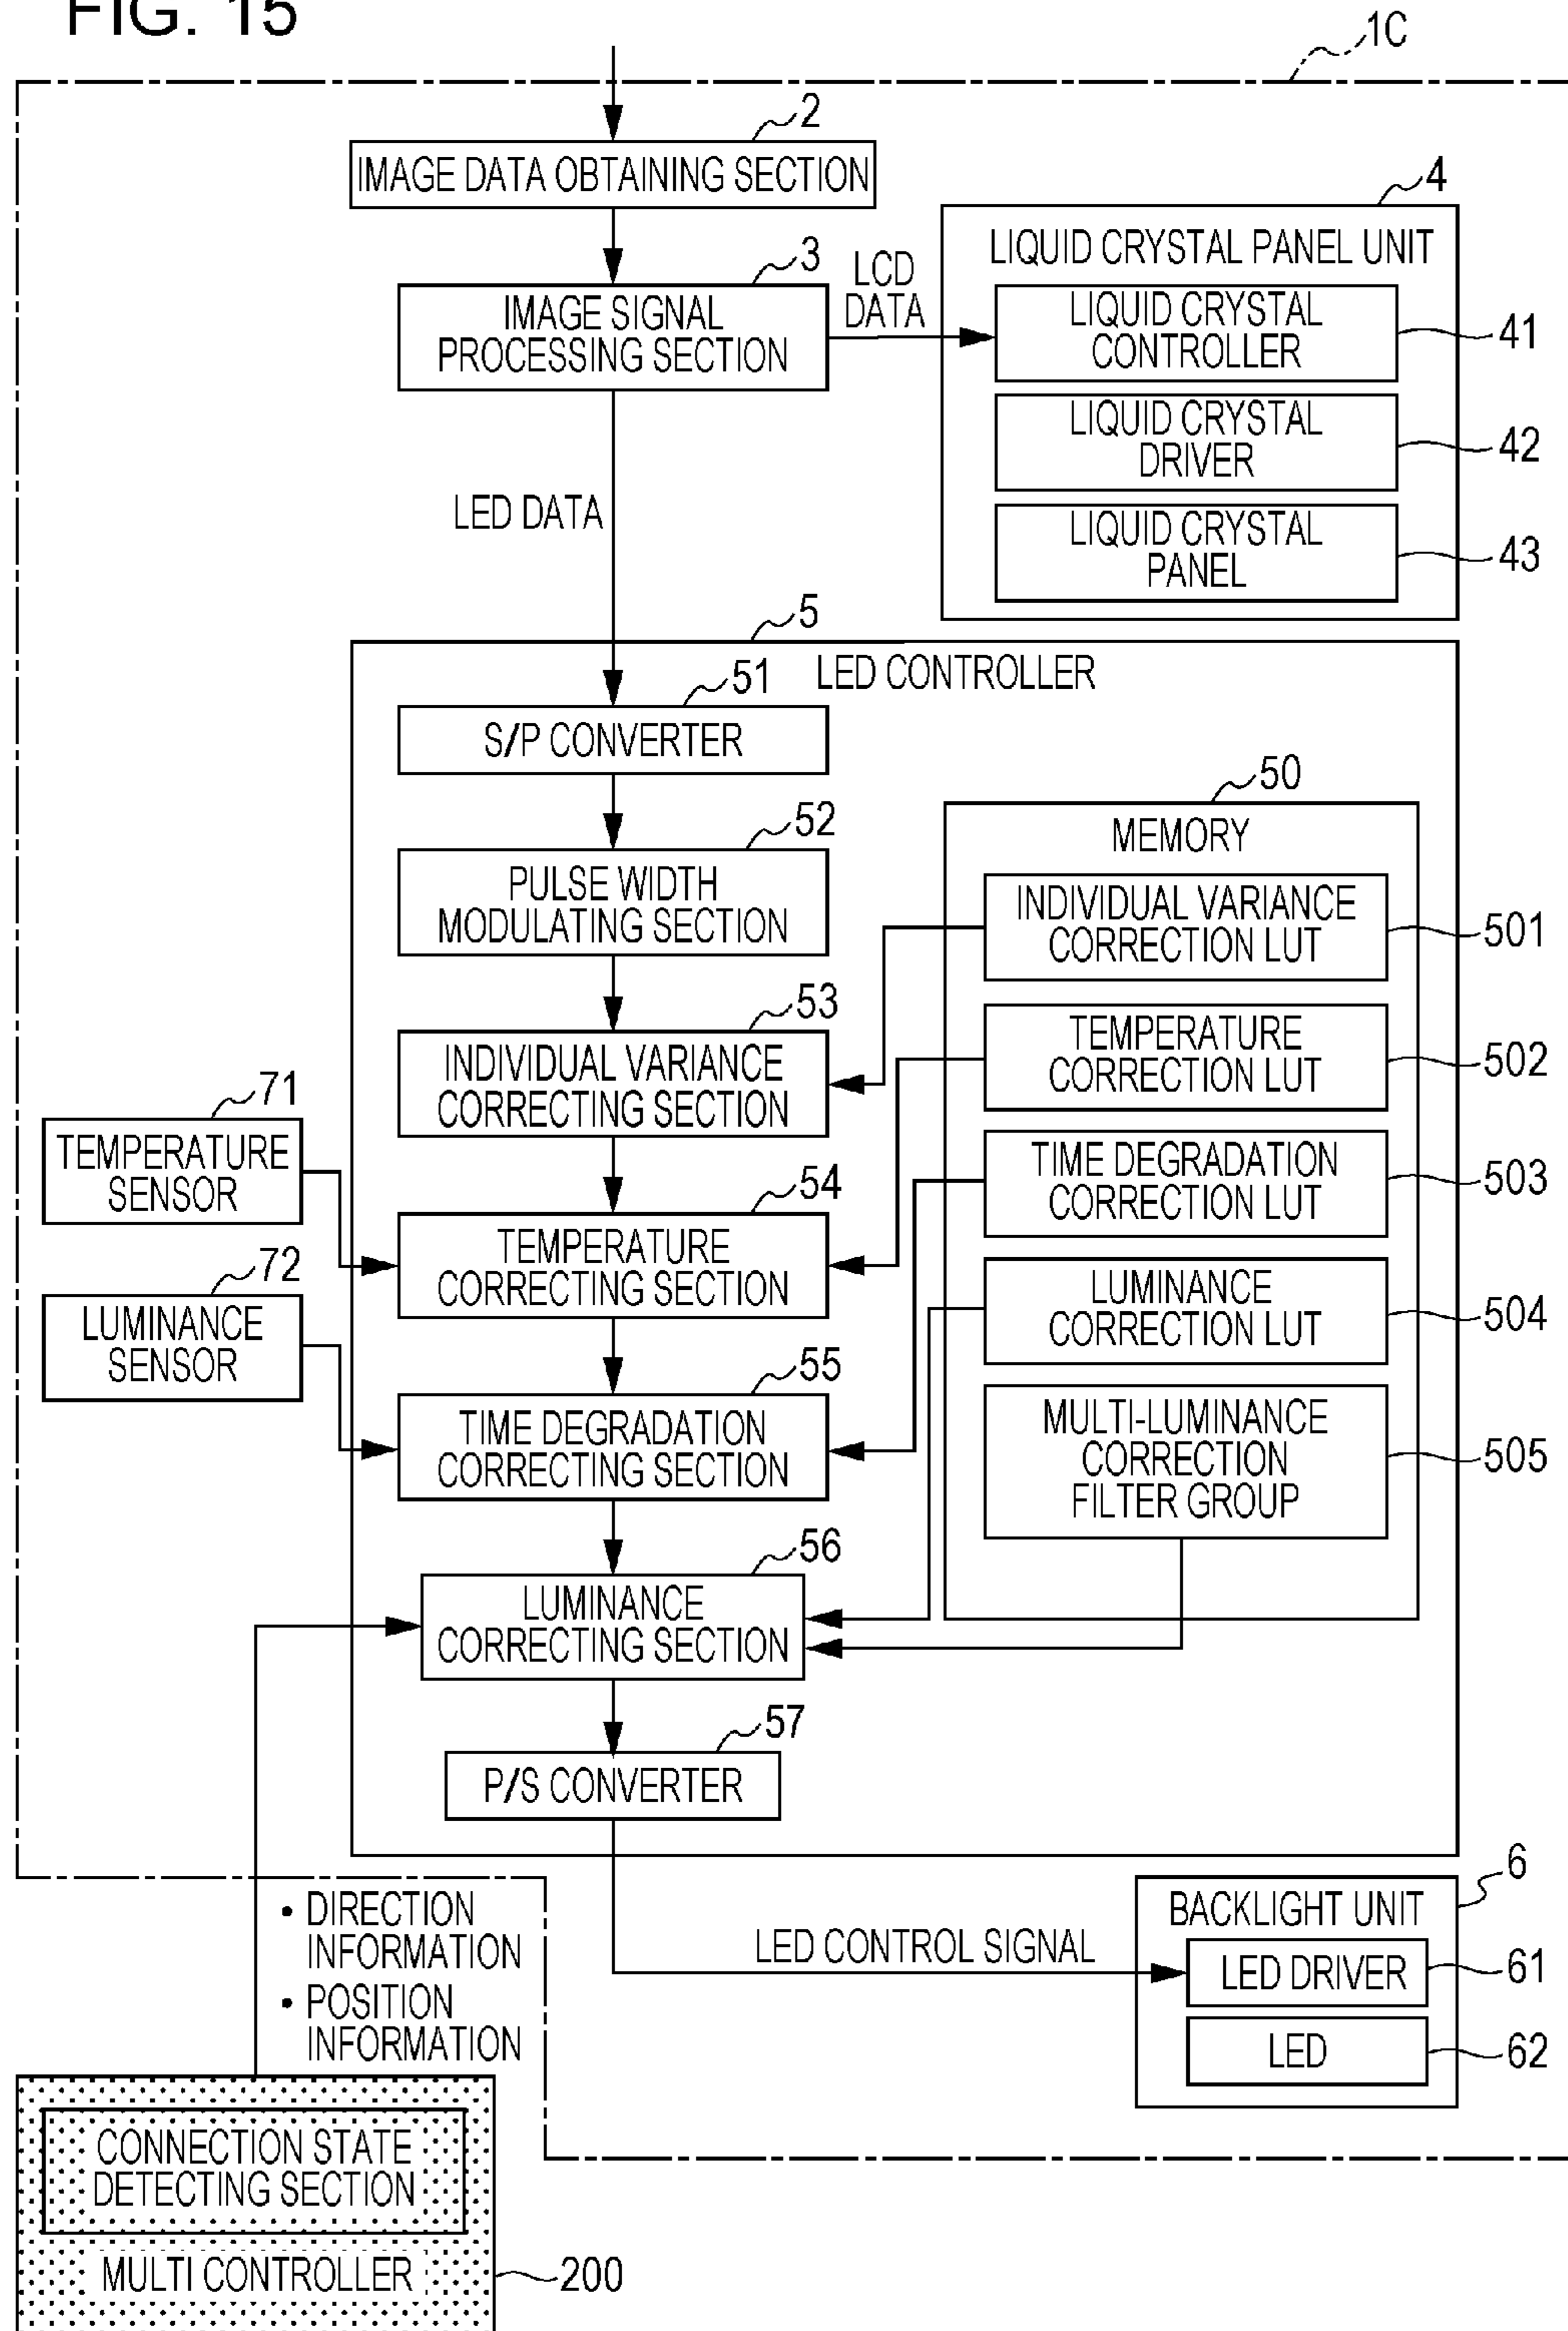 FIG. 15
1C
2
IMAGE DATA OBTAINING SECTION
3
IMAGE SIGNAL
PROCESSING SECTION
LCD
DATA
4
LIQUID CRYSTAL PANEL UNIT
LIQUID CRYSTAL
CONTROLLER
41
LIQUID CRYSTAL
DRIVER
42
LIQUID CRYSTAL
PANEL
43
LED DATA
5
LED CONTROLLER
51
S/P CONVERTER
52
PULSE WIDTH
MODULATING SECTION
53
INDIVIDUAL VARIANCE
CORRECTING SECTION
50
MEMORY
INDIVIDUAL VARIANCE
CORRECTION LUT
501
TEMPERATURE
CORRECTION LUT
502
TIME DEGRADATION
CORRECTION LUT
503
LUMINANCE
CORRECTION LUT
504
MULTI-LUMINANCE
CORRECTION
FILTER GROUP
505
71
TEMPERATURE
SENSOR
54
TEMPERATURE
CORRECTING SECTION
72
LUMINANCE
SENSOR
55
TIME DEGRADATION
CORRECTING SECTION
56
LUMINANCE
CORRECTING SECTION
57
P/S CONVERTER
• DIRECTION
INFORMATION
• POSITION
INFORMATION
LED CONTROL SIGNAL
6
BACKLIGHT UNIT
LED DRIVER
61
LED
62
CONNECTION STATE
DETECTING SECTION
MULTI CONTROLLER
200